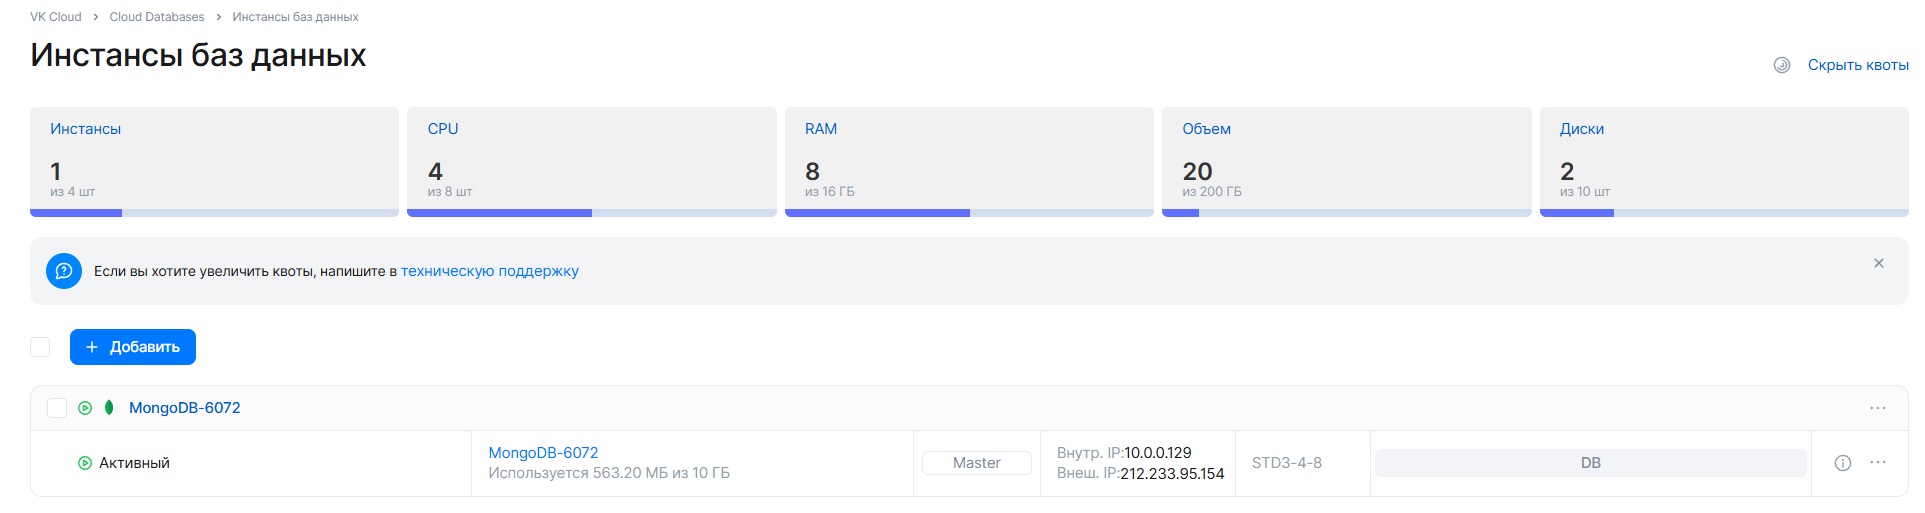 VK Cloud > Cloud Databases > Инстансы баз данных
Инстансы баз данных
Скрыть квоты
Инстансы
1
из 4 шт
CPU
4
из 8 шт
RAM
8
из 16 ГБ
Объем
20
из 200 ГБ
Диски
2
из 10 шт
Если вы хотите увеличить квоты, напишите в техническую поддержку
+ Добавить
MongoDB-6072
Активный
MongoDB-6072
Используется 563.20 МБ из 10 ГБ
Master
Внутр. IP:10.0.0.129
Внеш. IP:212.233.95.154
STD3-4-8
DB